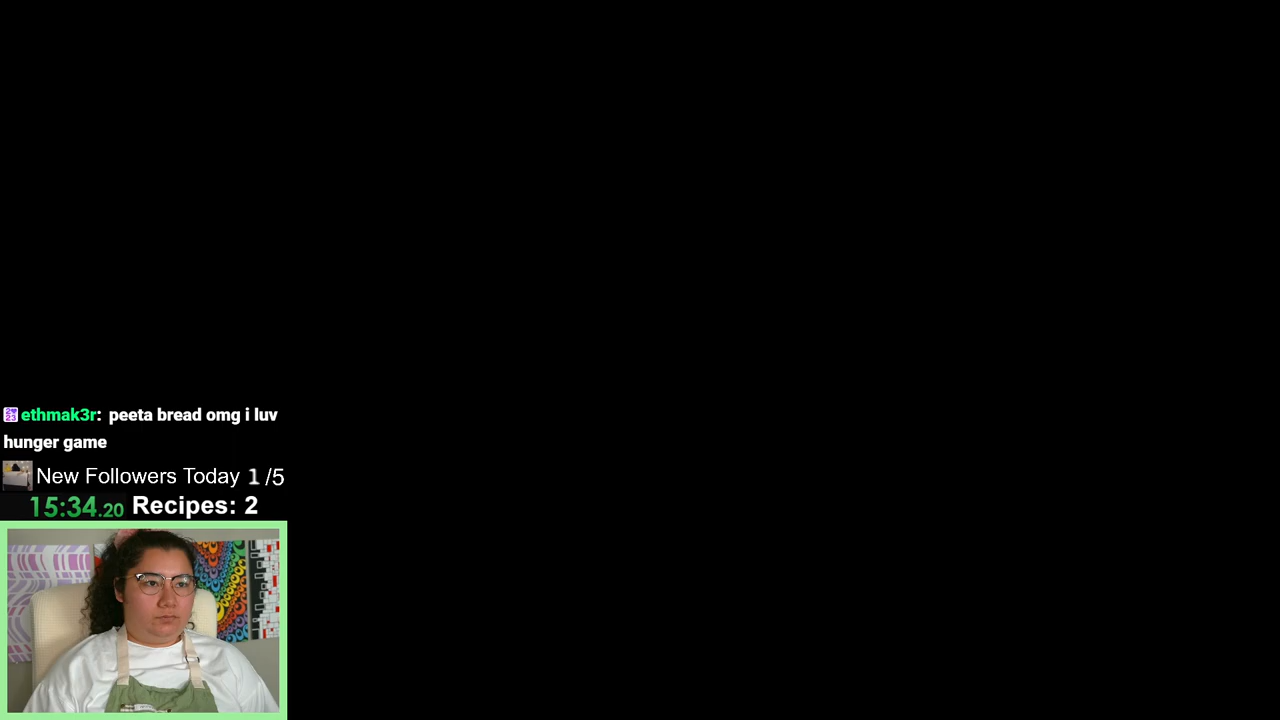 ethmak3r: peeta bread omg i luv
hunger game
New Followers Today 1 /5
15:34.20 Recipes: 2